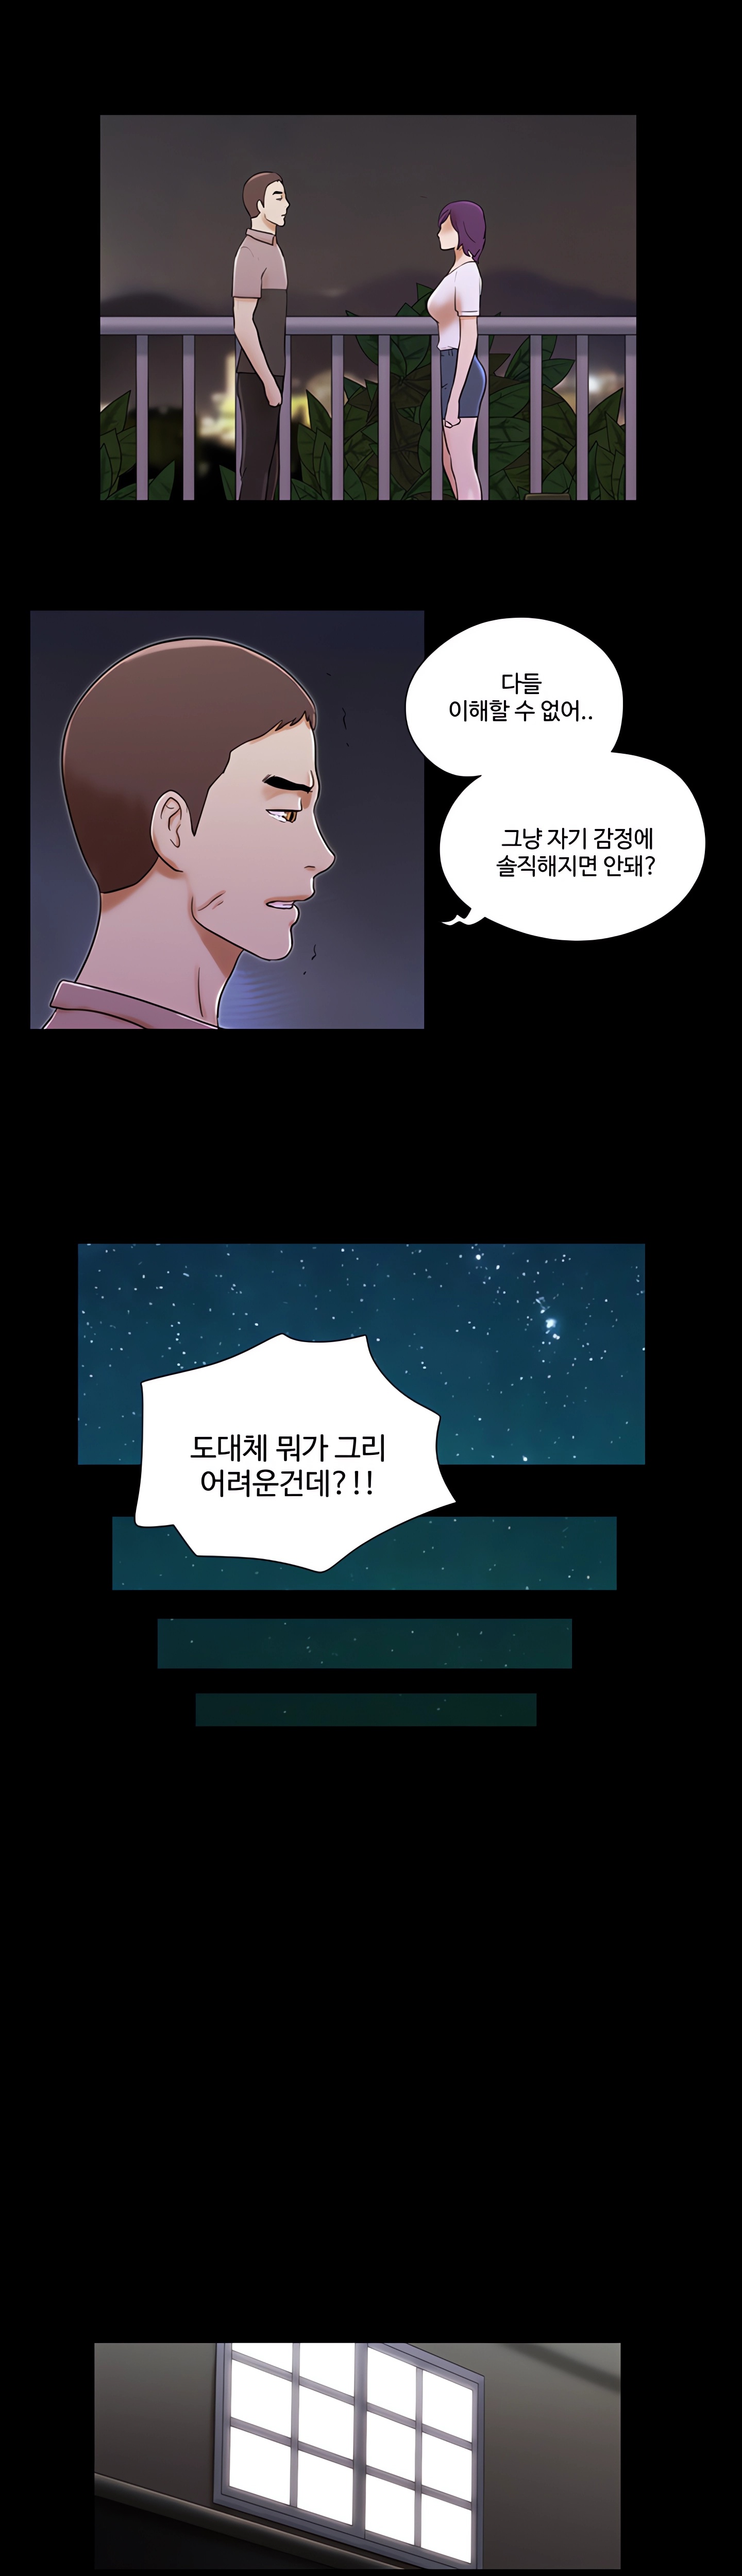 다들
이해할 수 없어..
그냥 자기 감정에
솔직해지면 안돼?
도대체 뭐가 그리
어려운건데?!!